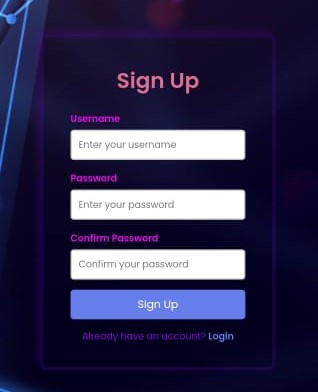 Sign Up
Username
Enter your username
Password
Enter your password
Confirm Password
Confirm your password
Sign Up
Already have an account? Login